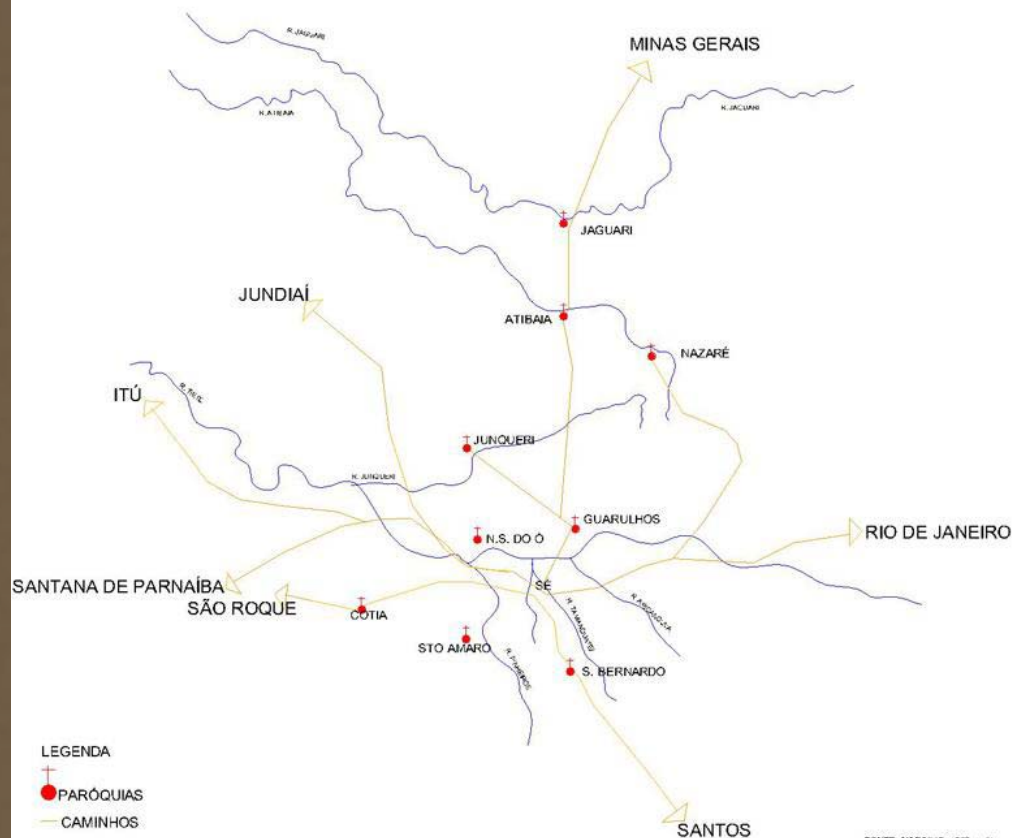 R. JAGUARI
MINAS GERAIS
R. ATIBAIA
R. JAGUARI
JAGUARI
JUNDIAÍ
ATIBAIA
NAZARÉ
ITÚ
JUNQUERI
R. JUNQUERI
GUARULHOS
N.S. DO Ó
RIO DE JANEIRO
SANTANA DE PARNAÍBA
SÉ
SÃO ROQUE
COTIA
STO AMARO
R. PINHEIROS
S. BERNARDO
LEGENDA
PARÓQUIAS
CAMINHOS
SANTOS